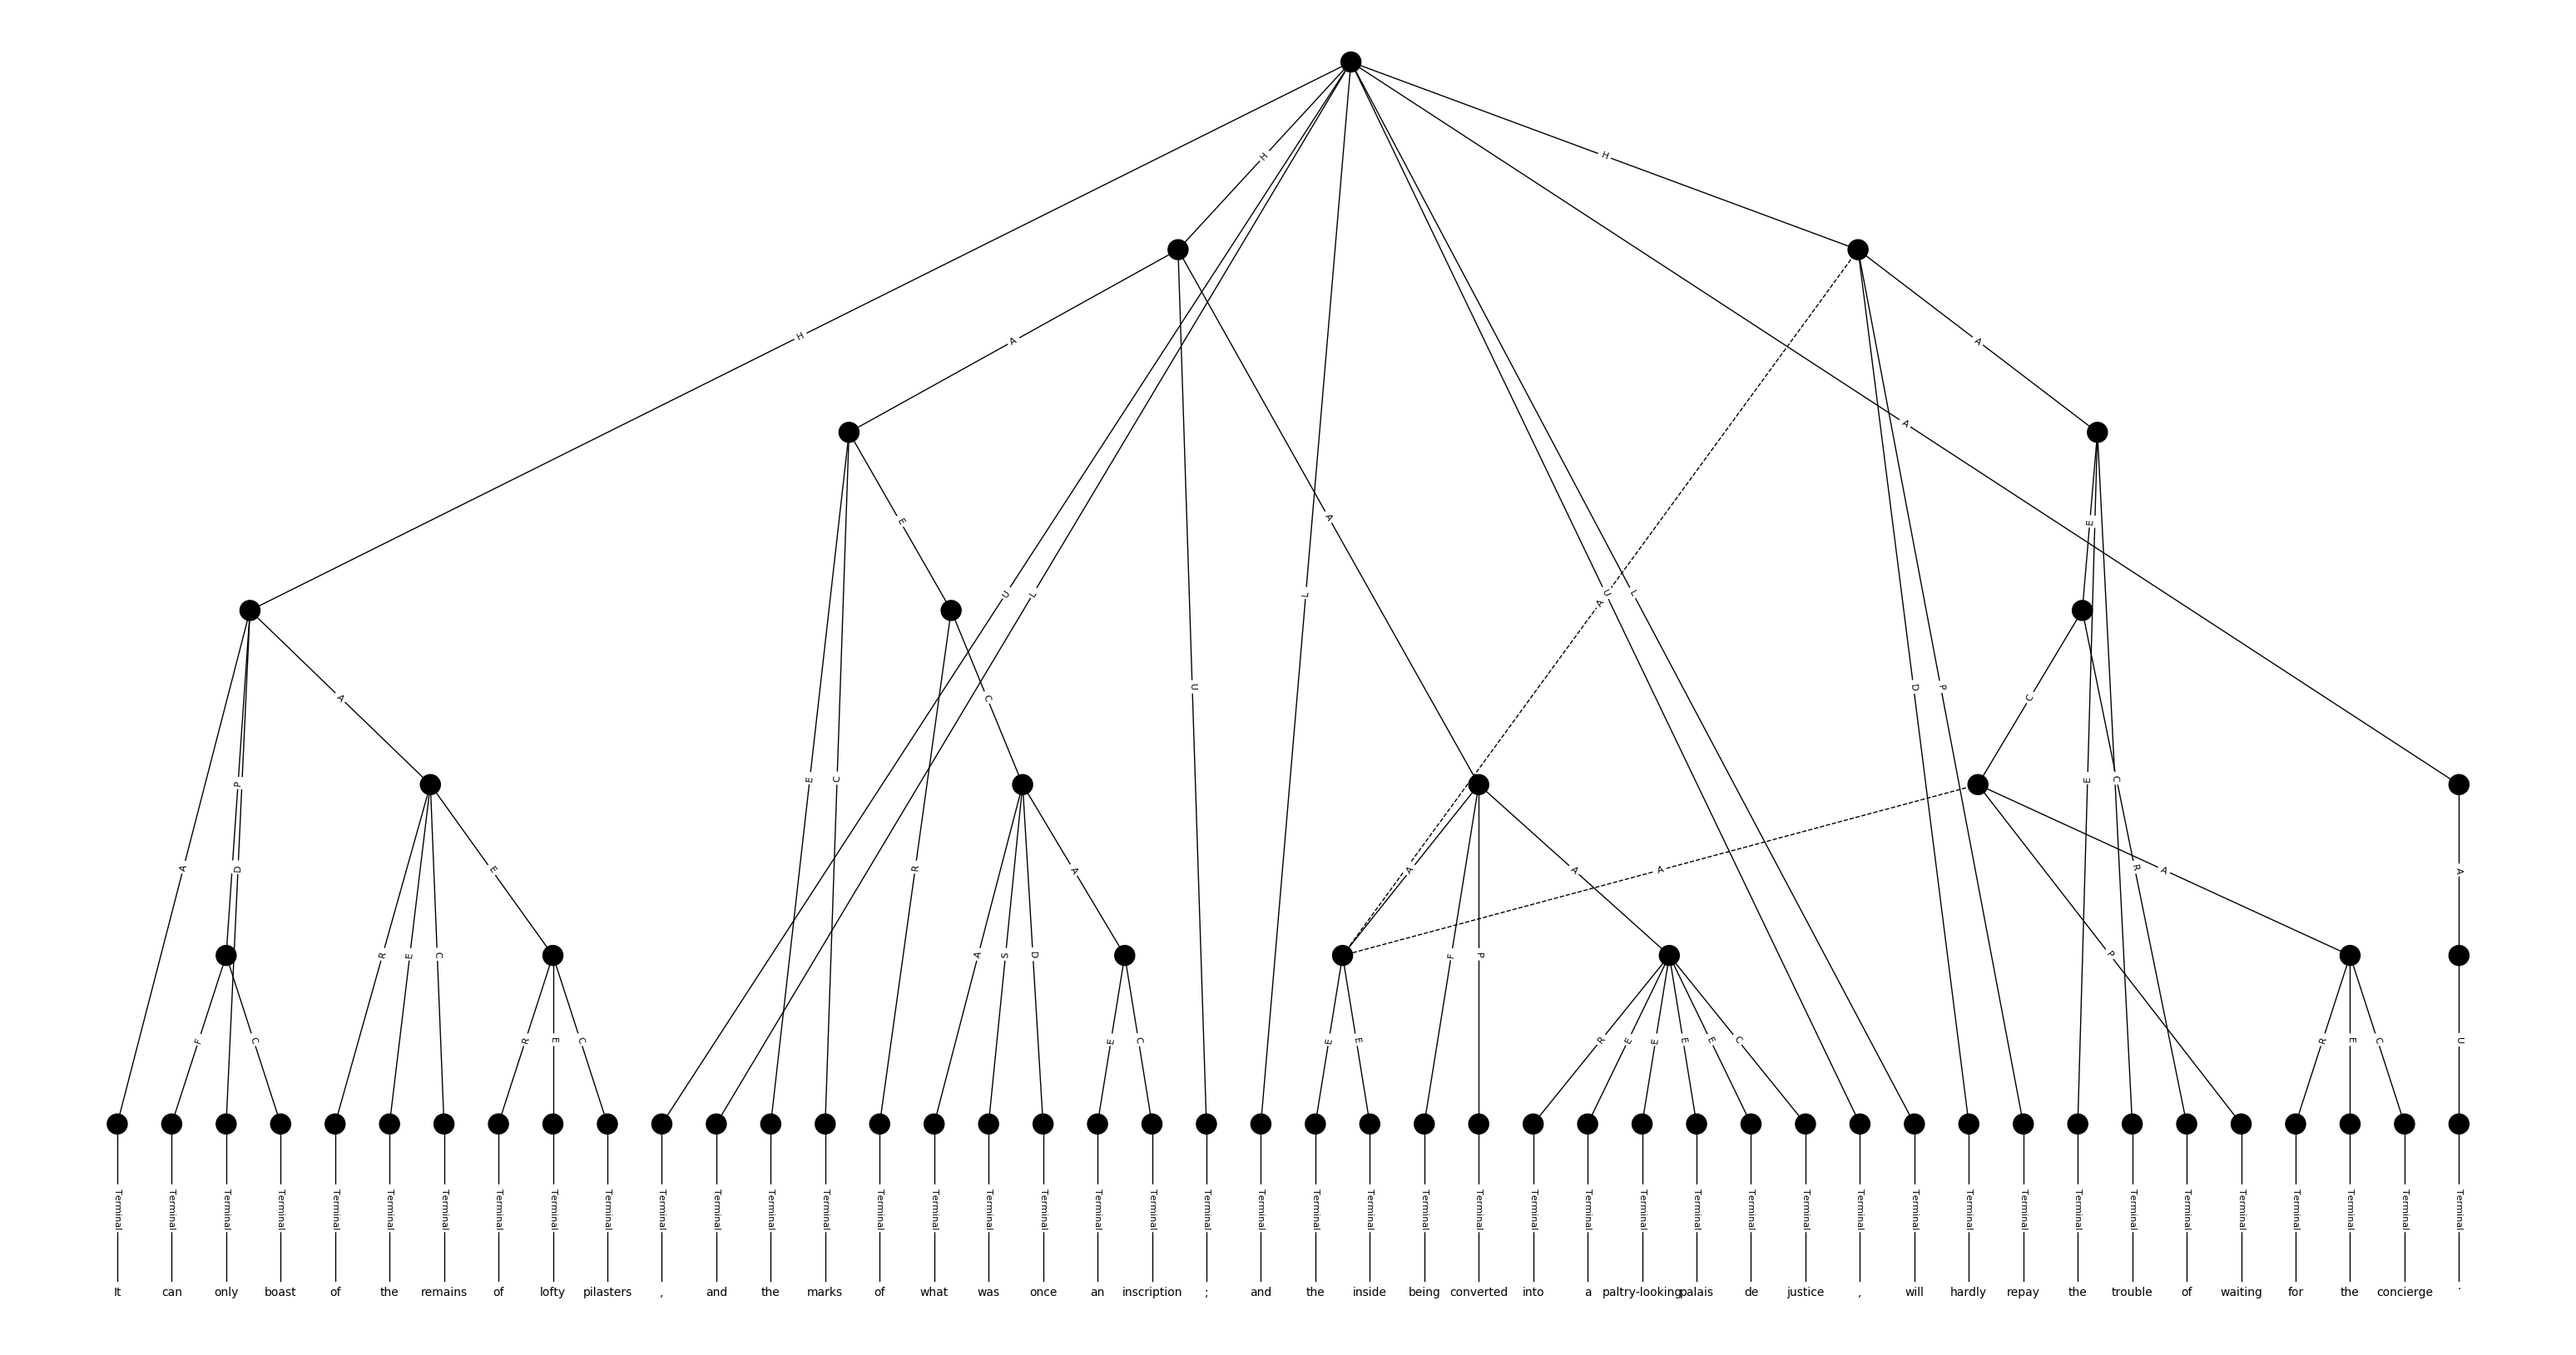 H
H
H
A
A
A
E
E
U
L
L
A
U
L
A
U
D
P
C
A
C
P
D
A
A
E
C
R
E
C
A
R
A
A
A
A
R
E
C
E
A
S
D
F
P
P
F
C
R
E
C
E
C
E
E
R
E
E
E
E
C
R
E
C
U
Terminal Terminal Terminal Terminal Terminal Terminal Terminal Terminal Terminal Terminal Terminal Terminal Terminal Terminal Terminal Terminal Terminal Terminal Terminal Terminal Terminal Terminal Terminal Terminal Terminal Terminal Terminal Terminal Terminal Terminal Terminal Terminal Terminal Terminal Terminal Terminal Terminal Terminal Terminal Terminal Terminal Terminal Terminal Terminal
It can only boast of the remains of lofty pilasters , and the marks of what was once an inscription ; and the inside being converted into a paltry-looking palais de justice , will hardly repay the trouble of waiting for the concierge .